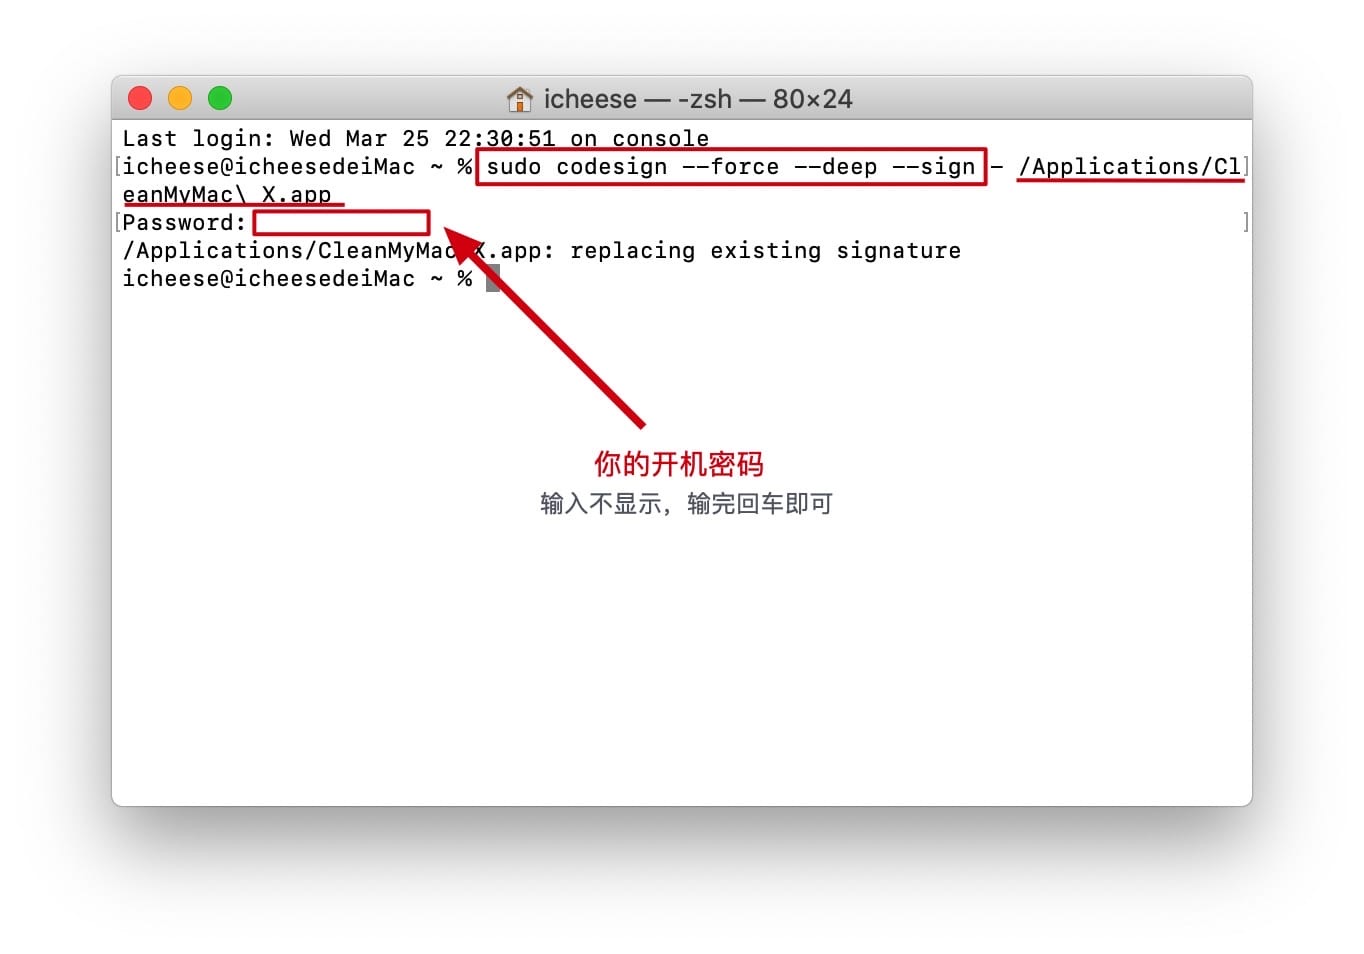 icheese — -zsh — 80×24
Last login: Wed Mar 25 22:30:51 on console
[icheese@icheesedeiMac ~ % sudo codesign --force --deep --sign - /Applications/Cl]
eanMyMac\ X.app
[Password: ]
/Applications/CleanMyMac X.app: replacing existing signature
icheese@icheesedeiMac ~ %
你的开机密码
输入不显示，输完回车即可